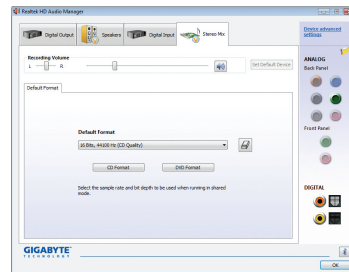 Realtek HD Audio Manager
Digital Output
Speakers
Digital Input
Stereo Mix
Device advanced
settings
Recording Volume
L
R
Set Default Device
ANALOG
Back Panel
Default Format
Default Format
16 Bits, 44100 Hz (CD Quality)
CD Format
DVD Format
Select the sample rate and bit depth to be used when running in shared
mode.
Front Panel
DIGITAL
GIGABYTE
TECHNOLOGY
i
OK